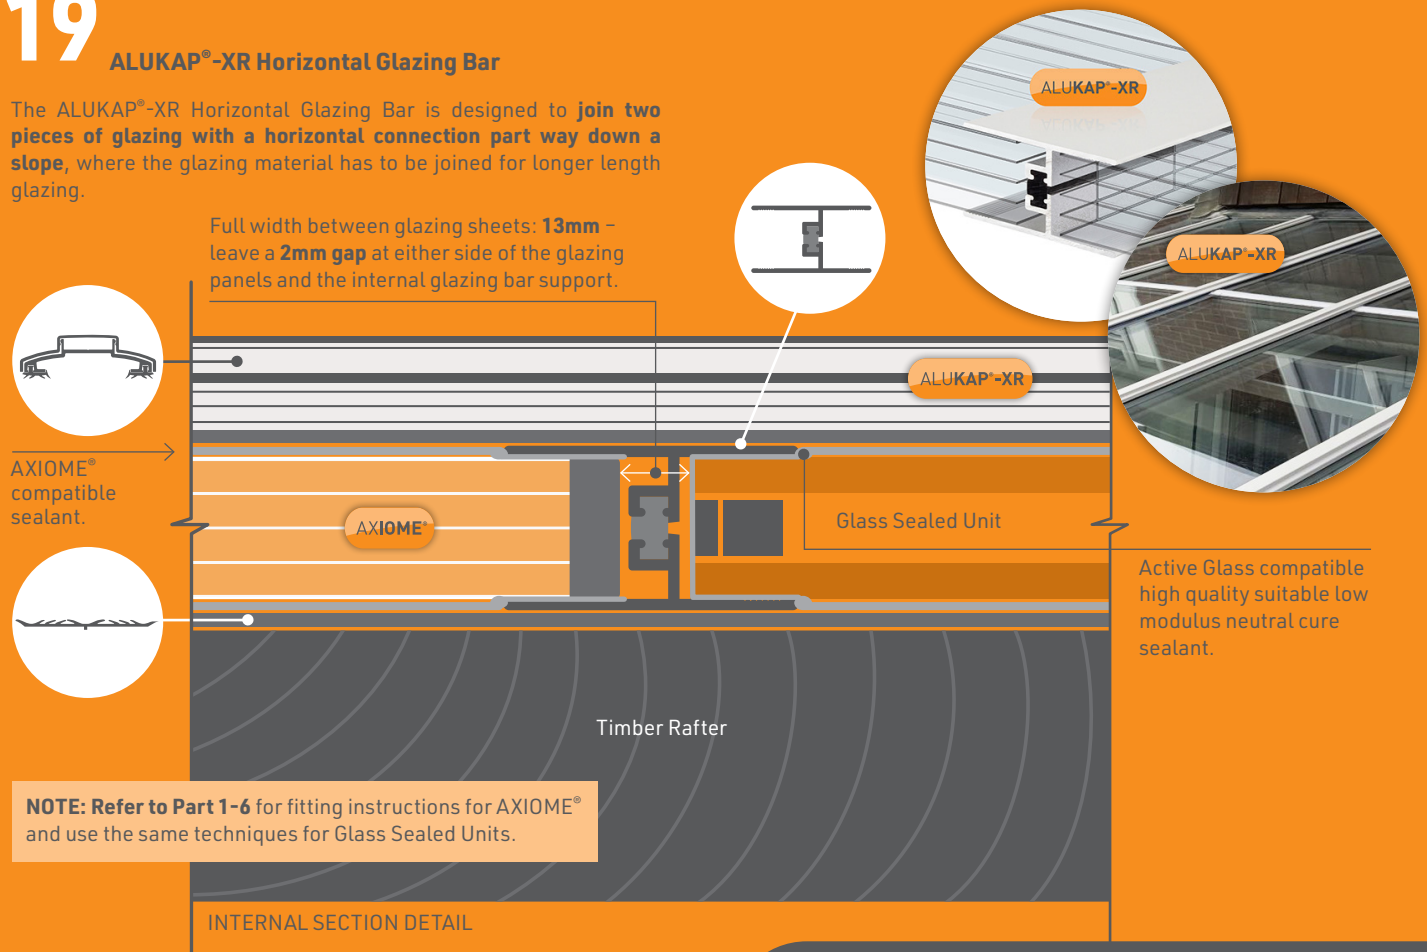 19
ALUKAP®-XR Horizontal Glazing Bar
The ALUKAP®-XR Horizontal Glazing Bar is designed to join two
pieces of glazing with a horizontal connection part way down a
slope, where the glazing material has to be joined for longer length
glazing.
Full width between glazing sheets: 13mm –
leave a 2mm gap at either side of the glazing
panels and the internal glazing bar support.
ALUKAP®-XR
ALUKAP®-XR
ALUKAP®-XR
AXIOME®
compatible
sealant.
AXIOME®
Glass Sealed Unit
Active Glass compatible
high quality suitable low
modulus neutral cure
sealant.
Timber Rafter
NOTE: Refer to Part 1-6 for fitting instructions for AXIOME®
and use the same techniques for Glass Sealed Units.
INTERNAL SECTION DETAIL